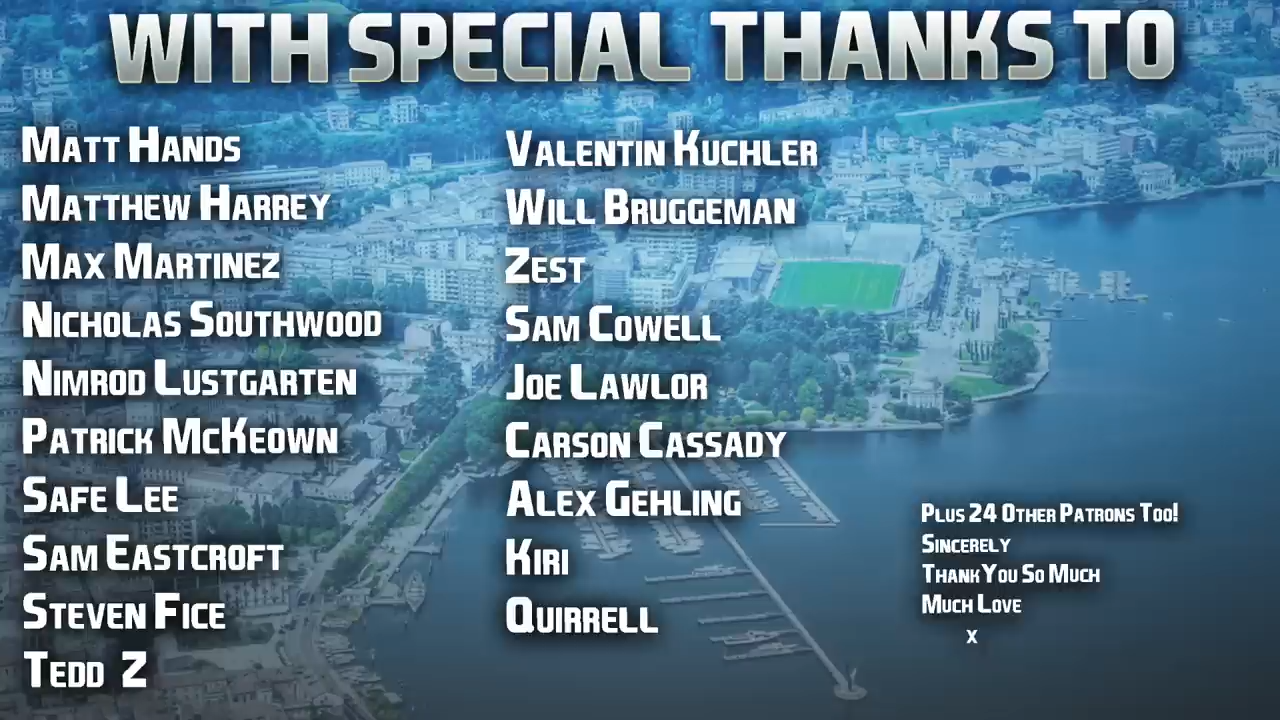 WITH SPECIAL THANKS TO
MATT HANDS
MATTHEW HARREY
MAX MARTINEZ
NICHOLAS SOUTHWOOD
NIMROD LUSTGARTEN
PATRICK MCKEOWN
SAFE LEE
SAM EASTCROFT
STEVEN FICE
TEDD Z
VALENTIN KUCHLER
WILL BRUGGEMAN
ZEST
SAM COWELL
JOE LAWLOR
CARSON CASSADY
ALEX GEHLING
KIRI
QUIRRELL
PLUS 24 OTHER PATRONS TOO!
SINCERELY
THANK YOU SO MUCH
MUCH LOVE
X